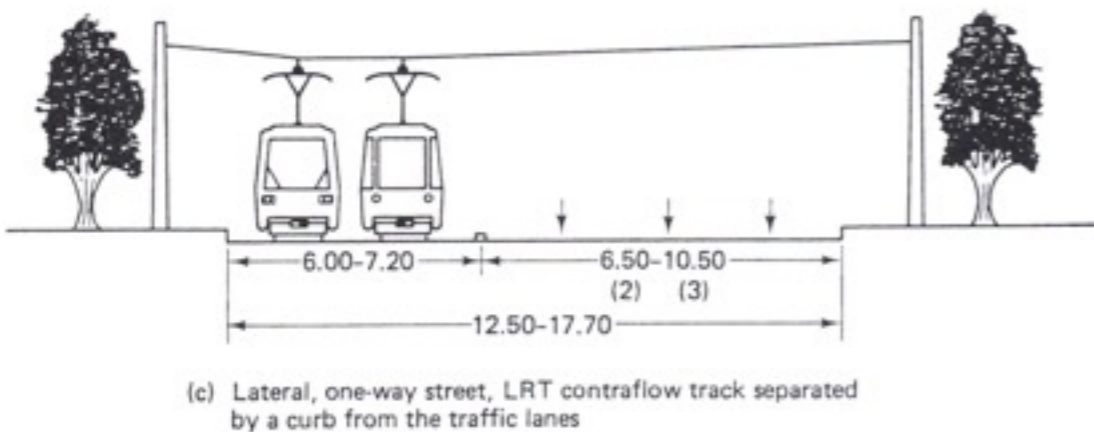 6.00-7.20 6.50-10.50
(2) (3)
12.50-17.70
(c) Lateral, one-way street, LRT contraflow track separated
by a curb from the traffic lanes